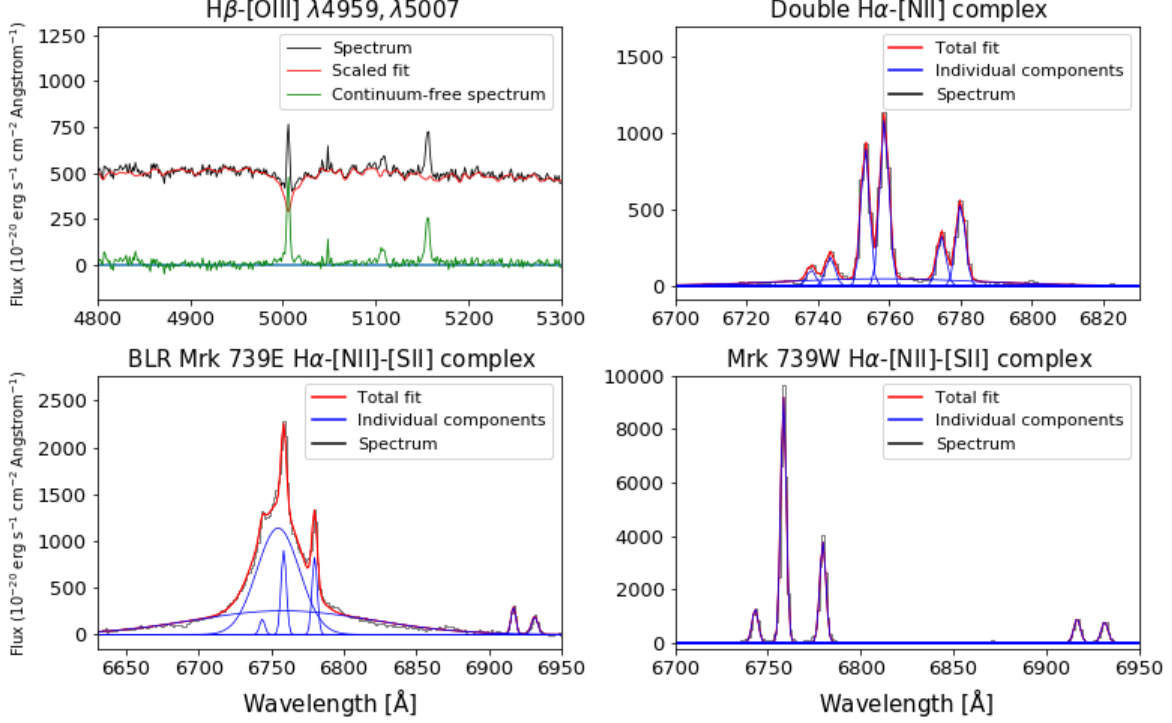 Hβ-[OIII] λ4959, λ5007
Flux (10⁻²⁰ erg s⁻¹ cm⁻² Angstrom⁻¹)
1250
1000
750
500
250
0
Spectrum
Scaled fit
Continuum-free spectrum
4800 4900 5000 5100 5200 5300
Double Hα-[NII] complex
1500
1000
500
0
Total fit
Individual components
Spectrum
6700 6720 6740 6760 6780 6800 6820
BLR Mrk 739E Hα-[NII]-[SII] complex
Flux (10⁻²⁰ erg s⁻¹ cm⁻² Angstrom⁻¹)
2500
2000
1500
1000
500
0
Total fit
Individual components
Spectrum
6650 6700 6750 6800 6850 6900 6950
Wavelength [Å]
Mrk 739W Hα-[NII]-[SII] complex
10000
8000
6000
4000
2000
0
Total fit
Individual components
Spectrum
6700 6750 6800 6850 6900 6950
Wavelength [Å]